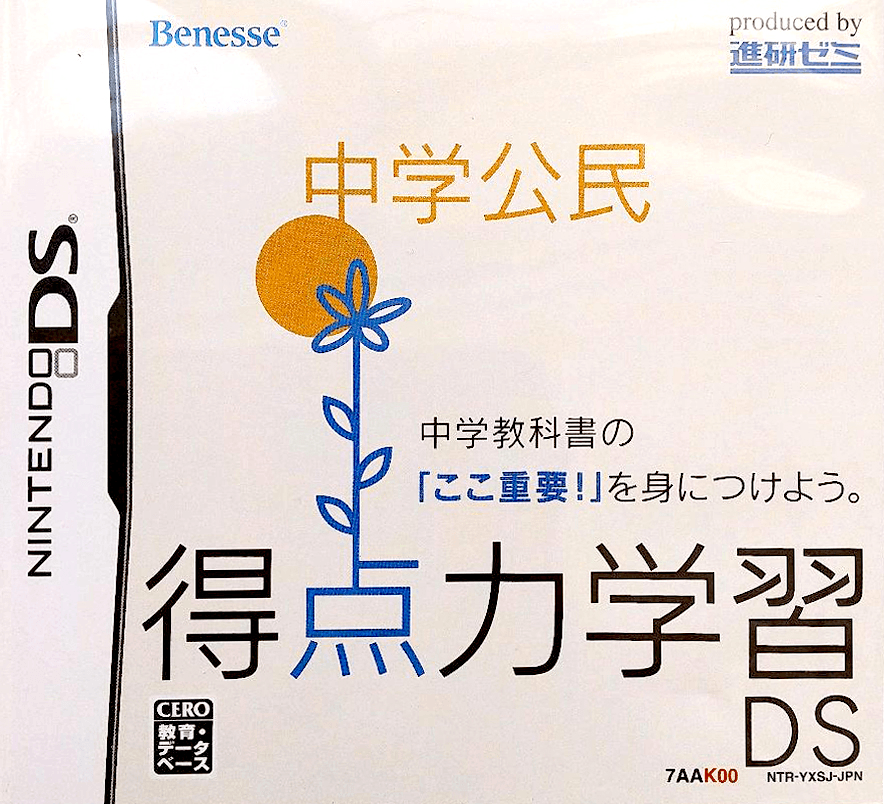 Benesse®
produced by
進研ゼミ
中学公民
NINTENDO DS®
中学教科書の
「ここ重要!」を身につけよう。
得点力学習
DS
CERO
教育・
データ
ベース
7AAK00
NTR-YXSJ-JPN